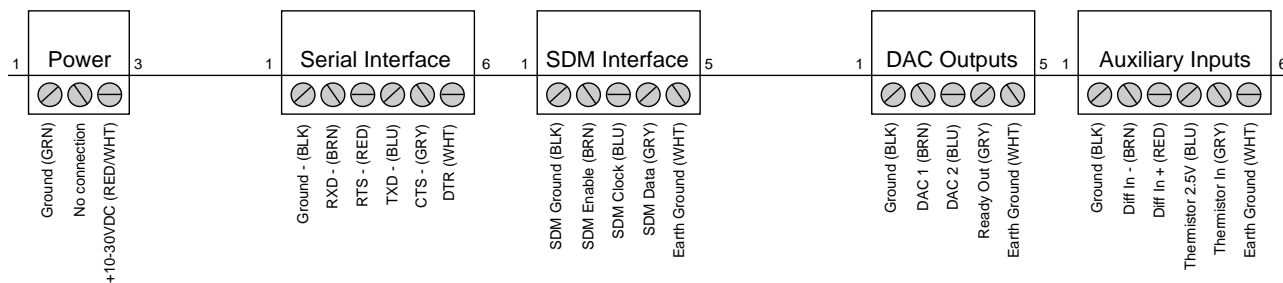 1 Power 3
Ground (GRN)
No connection
+10-30VDC (RED/WHT)
1 Serial Interface 6
Ground - (BLK)
RXD - (BRN)
RTS - (RED)
TXD - (BLU)
CTS - (GRY)
DTR (WHT)
1 SDM Interface 5
SDM Ground (BLK)
SDM Enable (BRN)
SDM Clock (BLU)
SDM Data (GRY)
Earth Ground (WHT)
1 DAC Outputs 5
Ground (BLK)
DAC 1 (BRN)
DAC 2 (BLU)
Ready Out (GRY)
Earth Ground (WHT)
1 Auxiliary Inputs 6
Ground (BLK)
Diff In - (BRN)
Diff In + (RED)
Thermistor 2.5V (BLU)
Thermistor In (GRY)
Earth Ground (WHT)